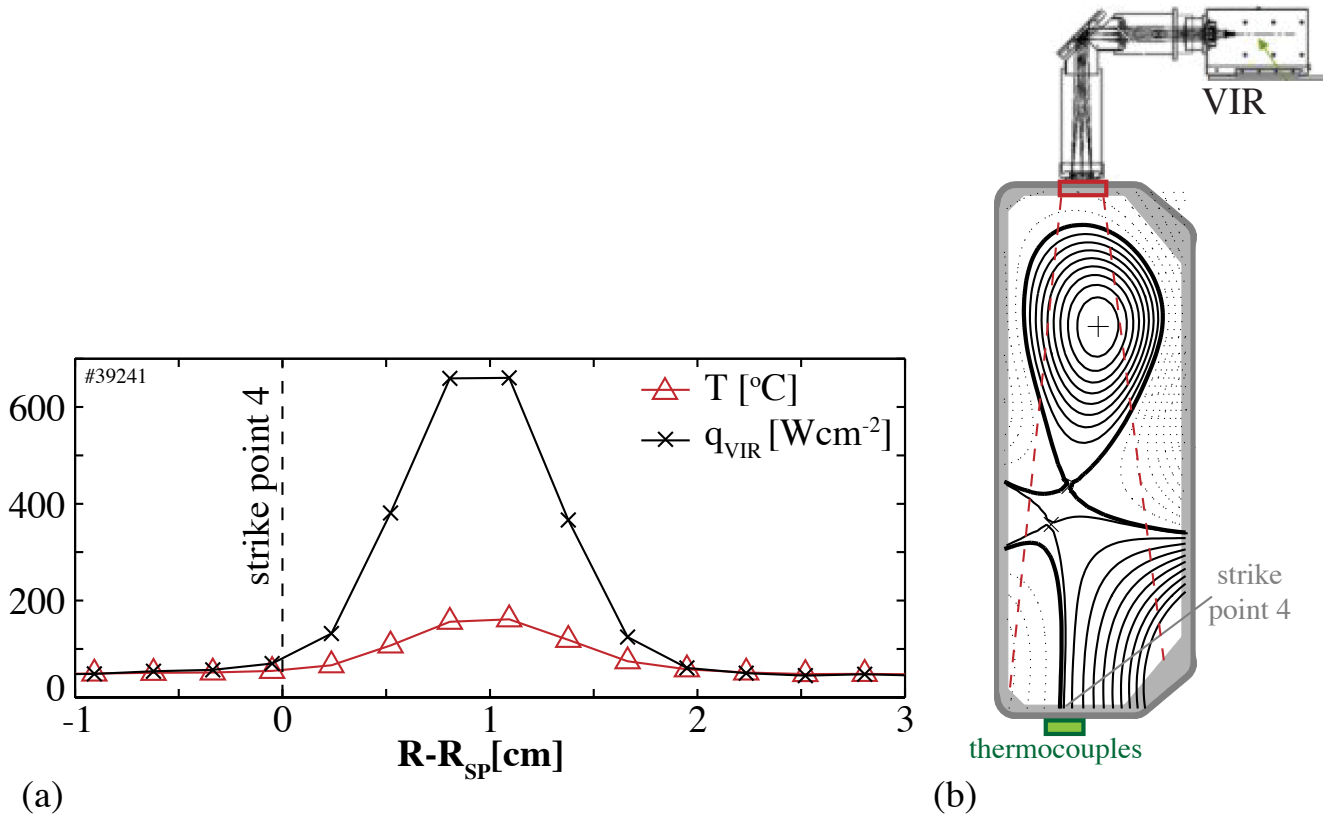 #39241
600
400
200
0
strike point 4
T [°C]
q_VIR [Wcm⁻²]
-1
0
1
2
3
R-R_SP[cm]
(a)
VIR
strike
point 4
thermocouples
(b)